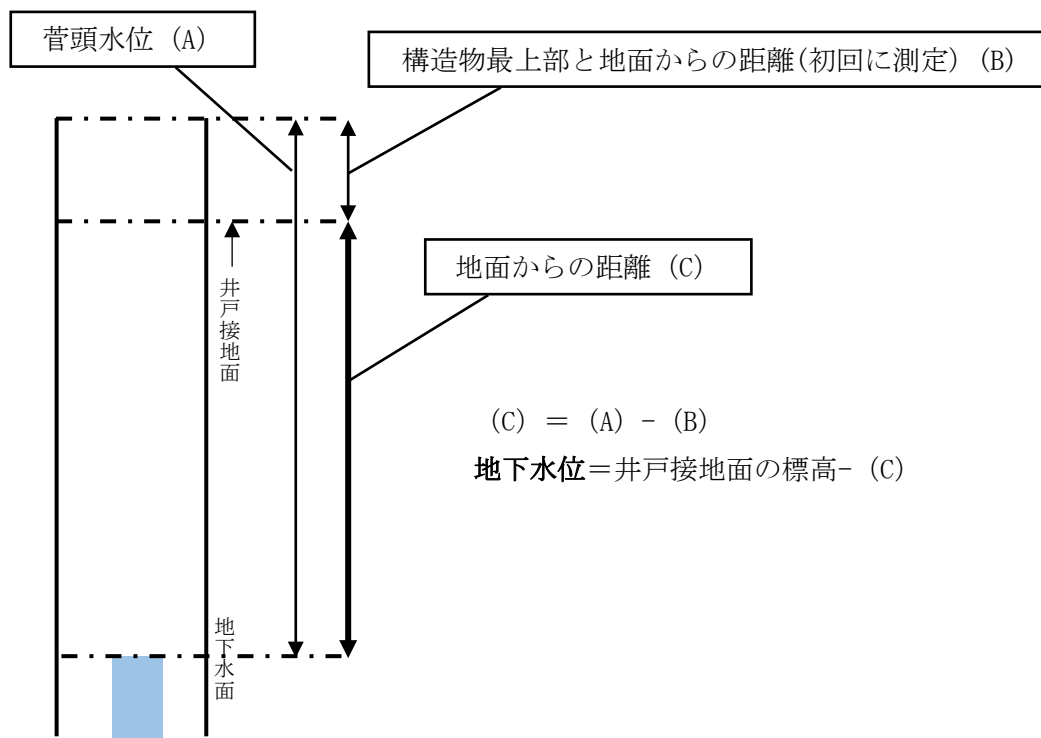 菅頭水位 (A)
構造物最上部と地面からの距離(初回に測定) (B)
井戸接地面
地面からの距離 (C)
(C) = (A) - (B)
地下水位＝井戸接地面の標高- (C)
地下水面